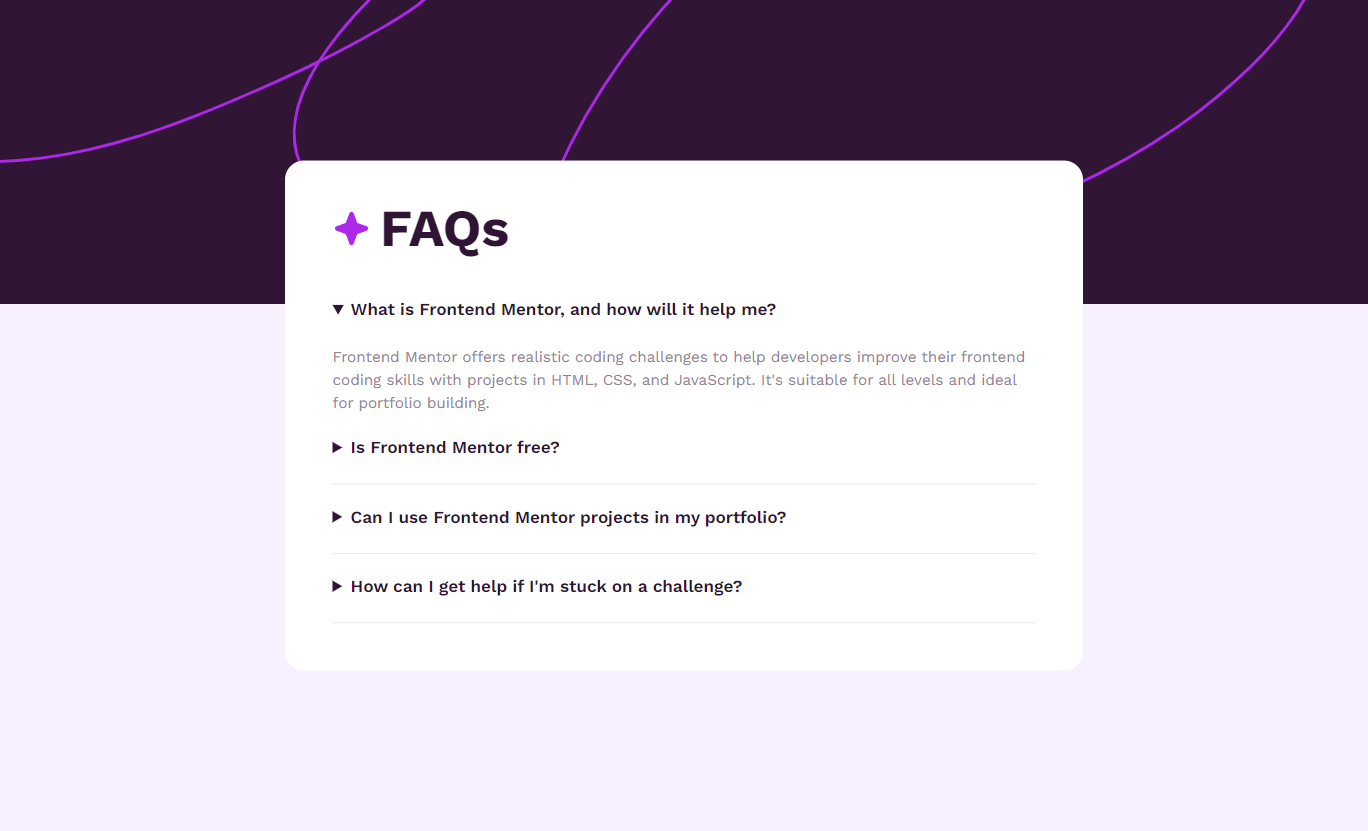 FAQs
What is Frontend Mentor, and how will it help me?
Frontend Mentor offers realistic coding challenges to help developers improve their frontend
coding skills with projects in HTML, CSS, and JavaScript. It's suitable for all levels and ideal
for portfolio building.
Is Frontend Mentor free?
Can I use Frontend Mentor projects in my portfolio?
How can I get help if I'm stuck on a challenge?